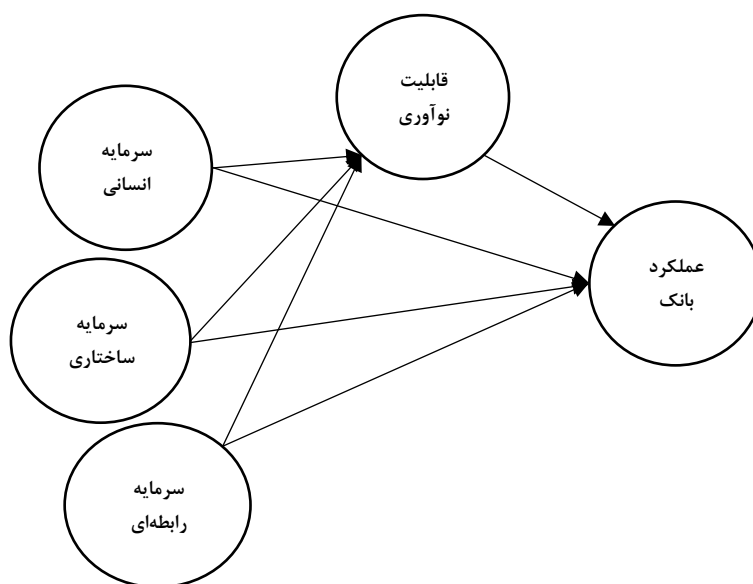 قابلیت
نوآوری
سرمایه
انسانی
عملکرد
بانک
سرمایه
ساختاری
سرمایه
رابطه‌ای